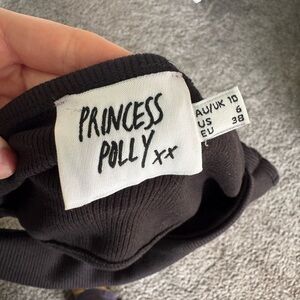 PRINCESS
POLLY xx
AU/UK 10
US 6
EU 38